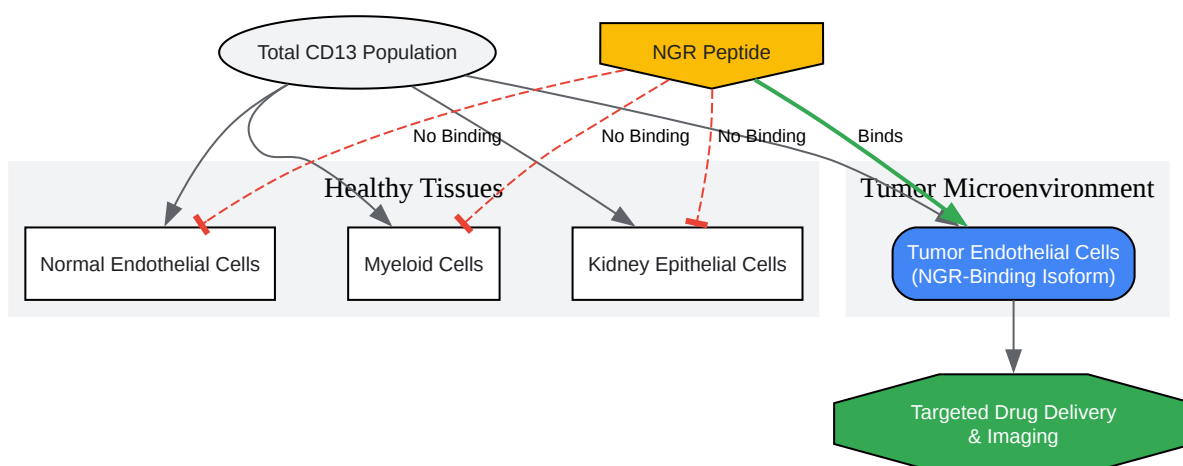 Total CD13 Population
NGR Peptide
No Binding
No Binding
No Binding
Binds
Healthy Tissues
Tumor Microenvironment
Normal Endothelial Cells
Myeloid Cells
Kidney Epithelial Cells
Tumor Endothelial Cells
(NGR-Binding Isoform)
Targeted Drug Delivery
& Imaging